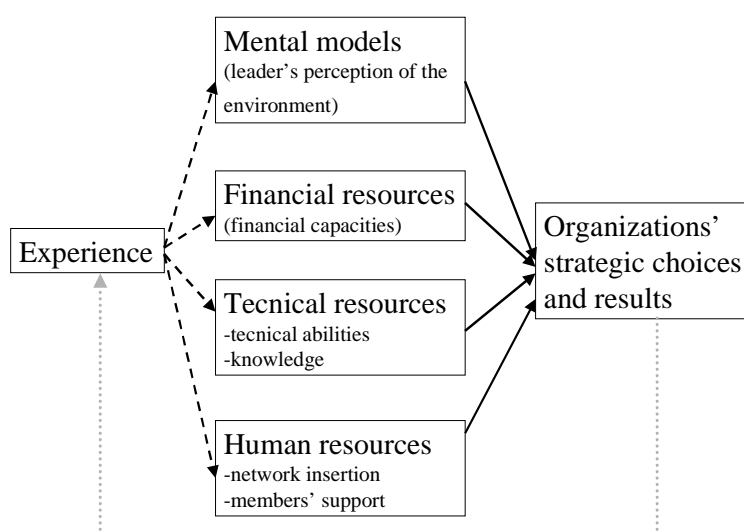 Mental models
(leader's perception of the
environment)
Financial resources
(financial capacities)
Experience
Tecnical resources
-tecnical abilities
-knowledge
Human resources
-network insertion
-members' support
Organizations'
strategic choices
and results